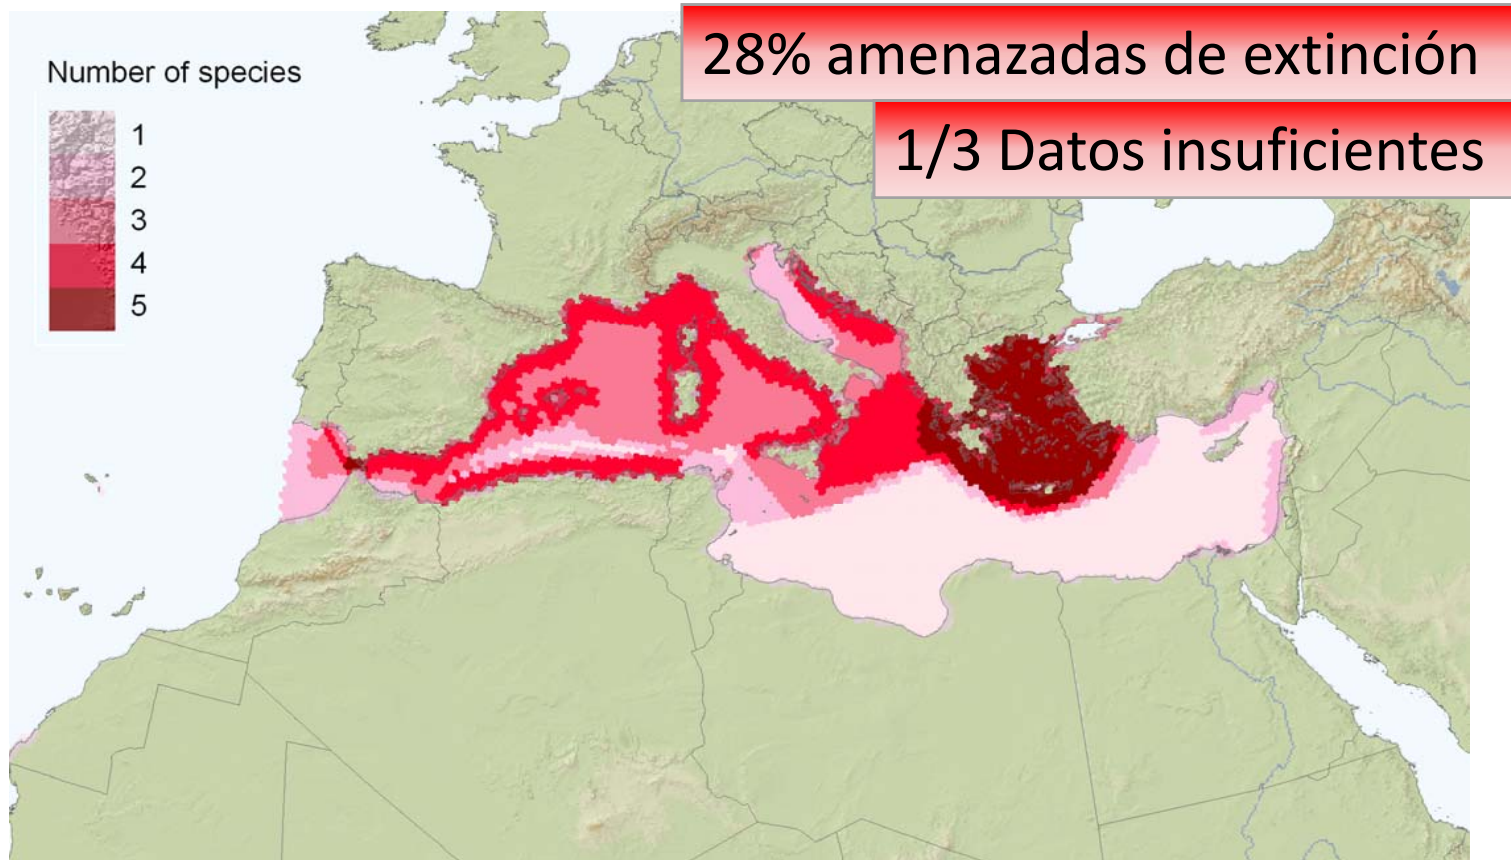 28% amenazadas de extinción
1/3 Datos insuficientes
Number of species
1
2
3
4
5